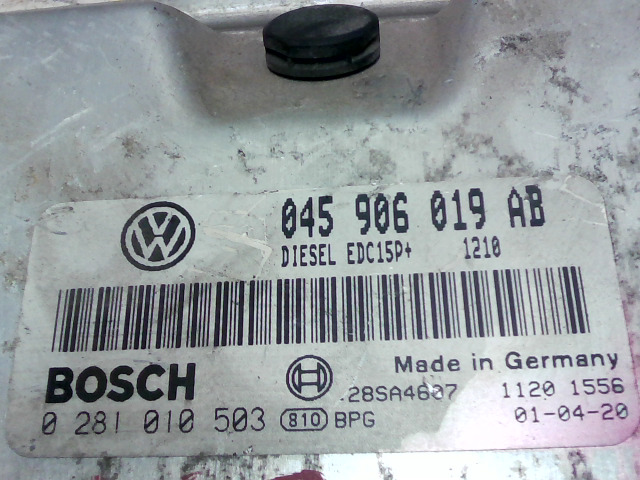 045 906 019 AB
DIESEL EDC15P+ 1210
Made in Germany
BOSCH
28SA4607 1120 1556
0 281 010 503 810 BPG 01-04-20